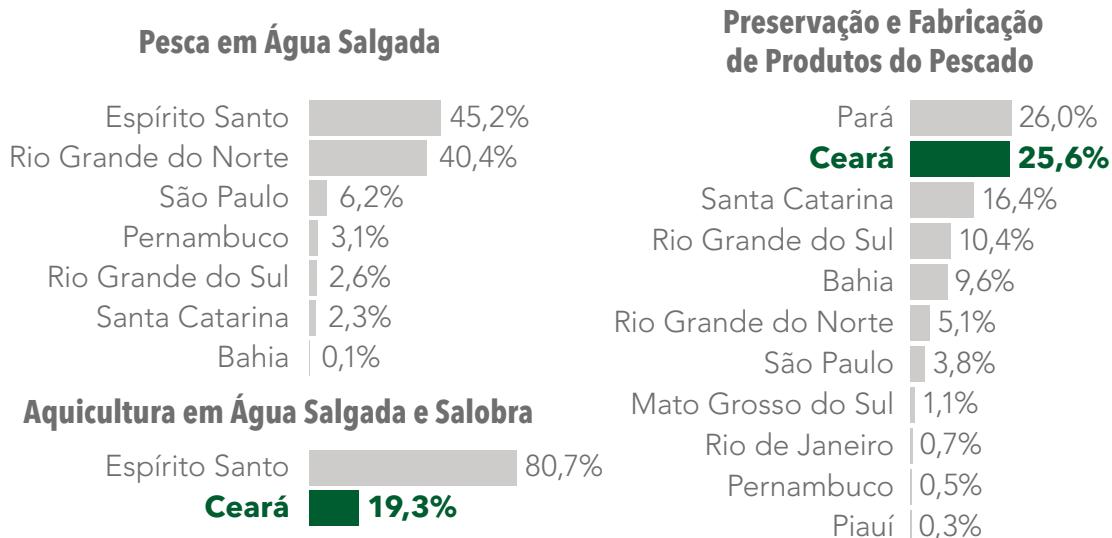 Pesca em Água Salgada
Espírito Santo 45,2%
Rio Grande do Norte 40,4%
São Paulo 6,2%
Pernambuco 3,1%
Rio Grande do Sul 2,6%
Santa Catarina 2,3%
Bahia 0,1%
Aquicultura em Água Salgada e Salobra
Espírito Santo 80,7%
Ceará 19,3%
Preservação e Fabricação
de Produtos do Pescado
Pará 26,0%
Ceará 25,6%
Santa Catarina 16,4%
Rio Grande do Sul 10,4%
Bahia 9,6%
Rio Grande do Norte 5,1%
São Paulo 3,8%
Mato Grosso do Sul 1,1%
Rio de Janeiro 0,7%
Pernambuco 0,5%
Piauí 0,3%